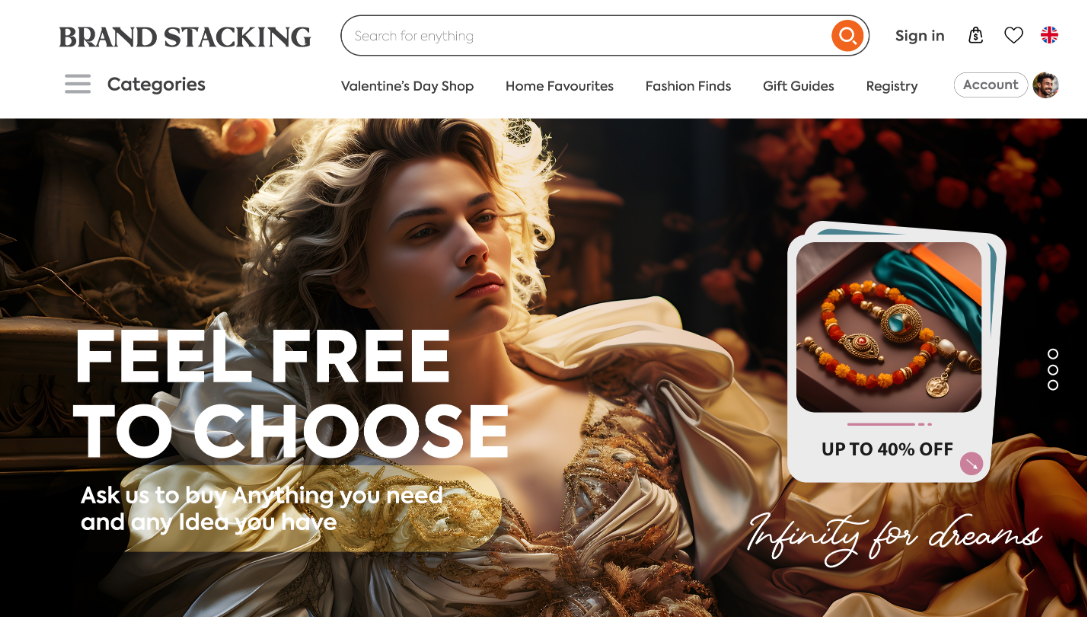 BRAND STACKING
Search for enything
Sign in
Categories
Valentine's Day Shop
Home Favourites
Fashion Finds
Gift Guides
Registry
Account
FEEL FREE
TO CHOOSE
Ask us to buy Anything you need
and any Idea you have
UP TO 40% OFF
Infinity for dreams